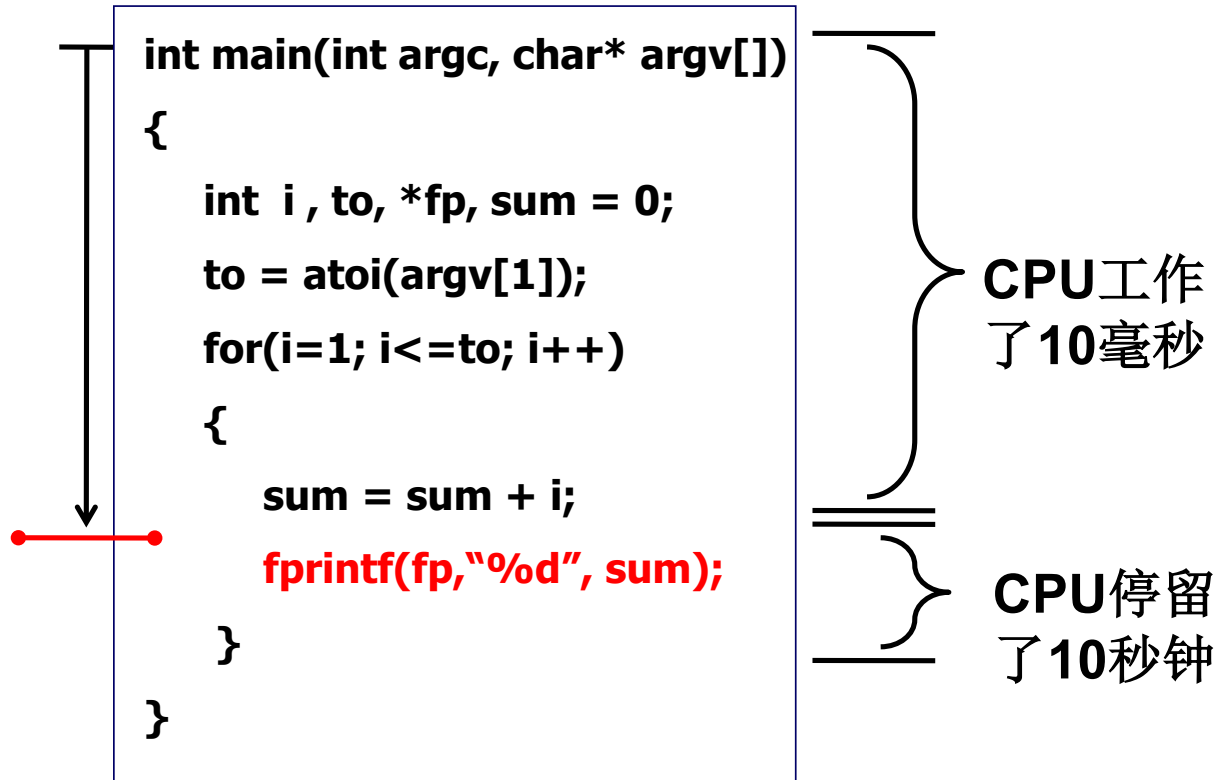 int main(int argc, char* argv[])
{
int i , to, *fp, sum = 0;
to = atoi(argv[1]);
for(i=1; i<=to; i++)
{
sum = sum + i;
fprintf(fp,“%d”, sum);
}
}
CPU工作
了10毫秒
CPU停留
了10秒钟